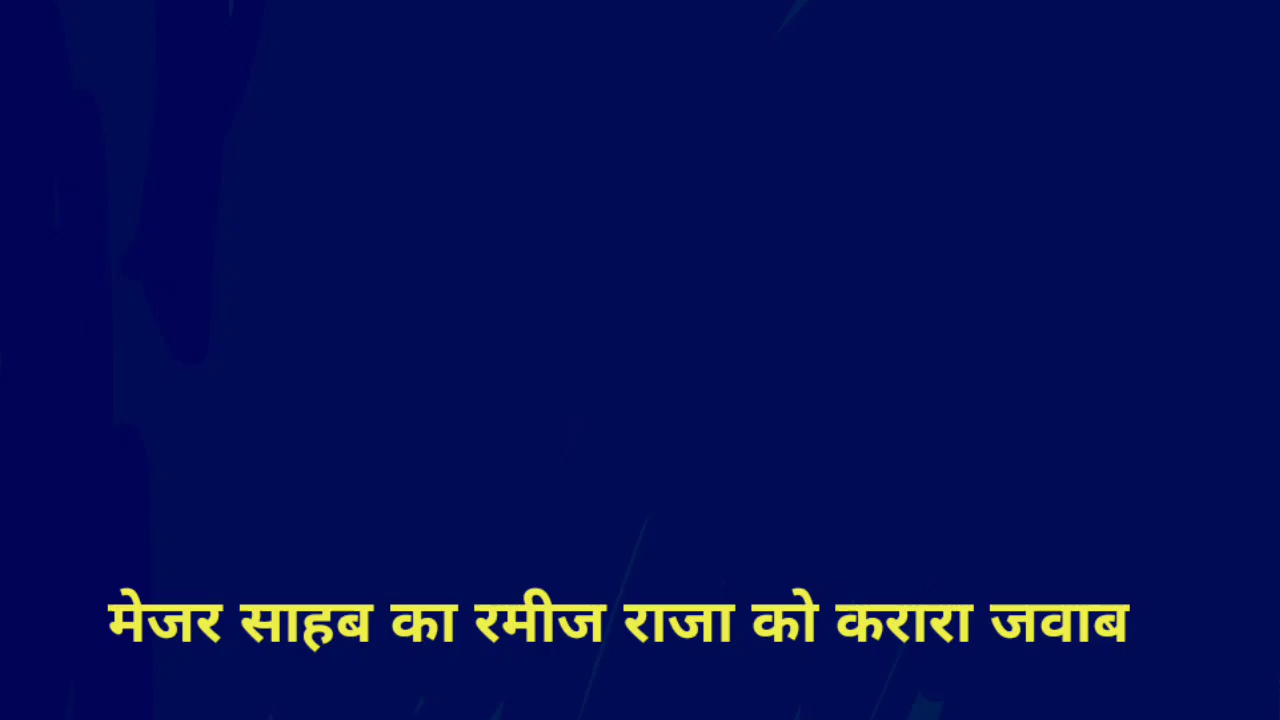 मेजर साहब का रमीज राजा को करारा जवाब